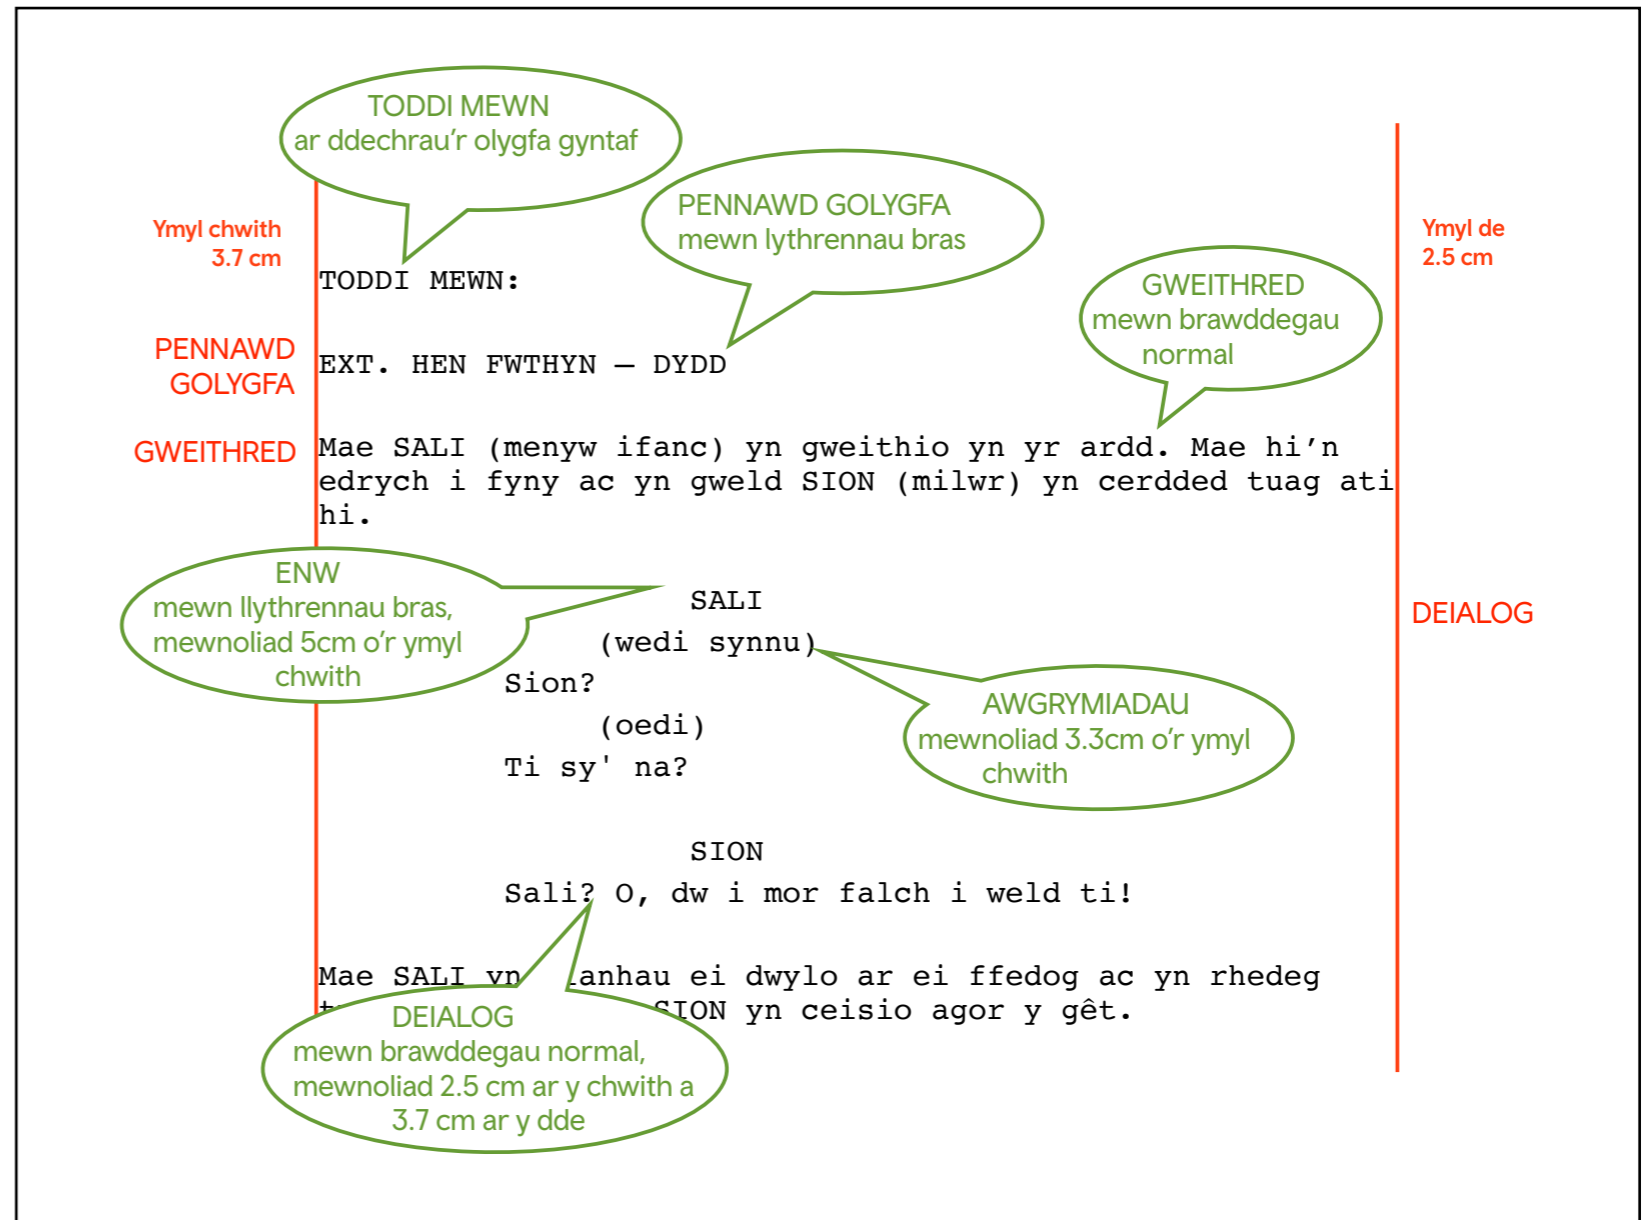 TODDI MEWN
ar ddechrau'r olygfa gyntaf
PENNAWD GOLYGFA
mewn lythrennau bras
Ymyl chwith
3.7 cm
Ymyl de
2.5 cm
GWEITHRED
mewn brawddegau
normal
TODDI MEWN:
PENNAWD
GOLYGFA
EXT. HEN FWTHYN – DYDD
GWEITHRED
Mae SALI (menyw ifanc) yn gweithio yn yr ardd. Mae hi'n
edrych i fyny ac yn gweld SION (milwr) yn cerdded tuag ati
hi.
ENW
mewn llythrennau bras,
mewnoliad 5cm o'r ymyl
chwith
SALI
DEIALOG
(wedi synnu)
Sion?
(oedi)
Ti sy' na?
AWGRYMIADAU
mewnoliad 3.3cm o'r ymyl
chwith
SION
Sali? O, dw i mor falch i weld ti!
Mae SALI yn ei dwylo ar ei ffedog ac yn rhedeg
SION yn ceisio agor y gêt.
DEIALOG
mewn brawddegau normal,
mewnoliad 2.5 cm ar y chwith a
3.7 cm ar y dde